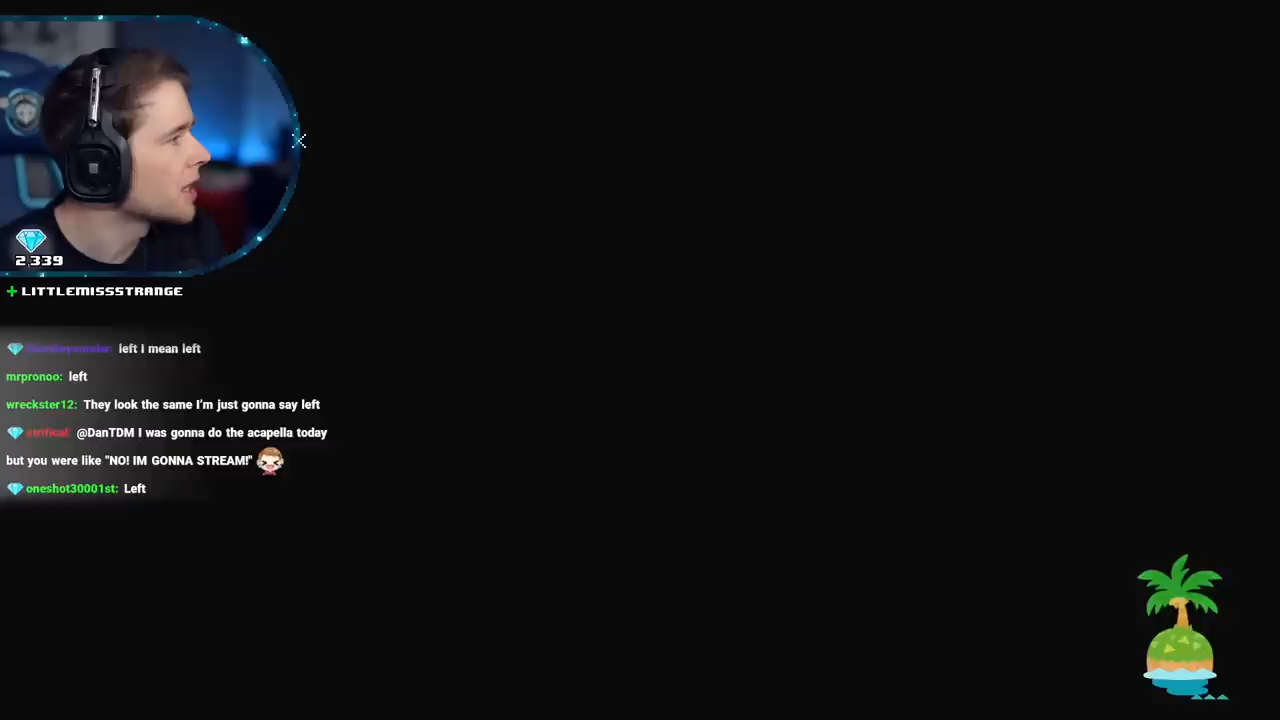 2,339
+ LITTLEMISSSTRANGE
left I mean left
mrpronoo: left
wreckster12: They look the same I'm just gonna say left
@DanTDM I was gonna do the acapella today
but you were like "NO! IM GONNA STREAM!"
oneshot30001st: Left